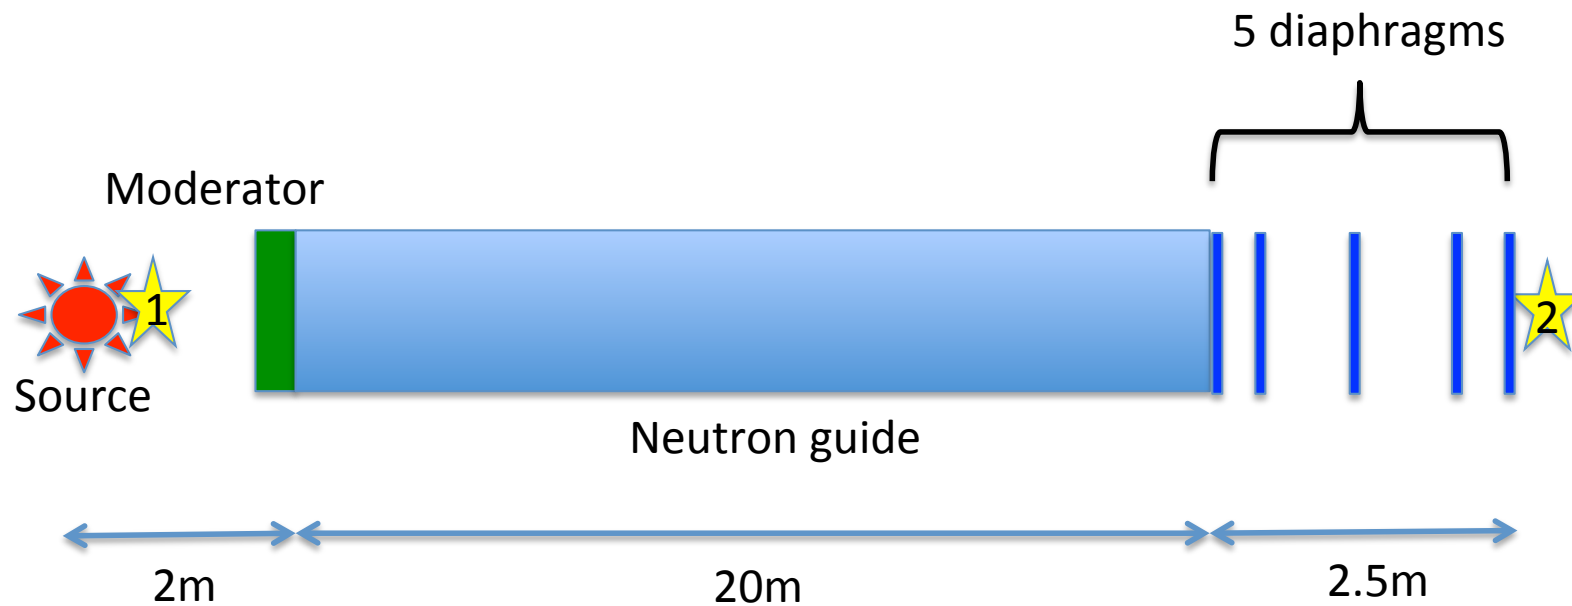 5 diaphragms
Moderator
1
2
Source
Neutron guide
2m
20m
2.5m